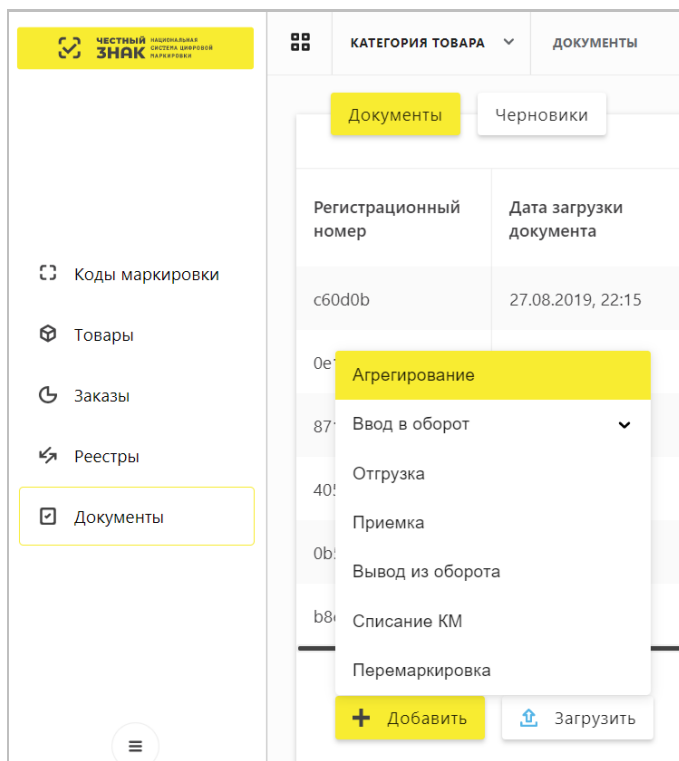 ЧЕСТНЫЙ
ЗНАК
НАЦИОНАЛЬНАЯ
СИСТЕМА ЦИФРОВОЙ
МАРКИРОВКИ
КАТЕГОРИЯ ТОВАРА
ДОКУМЕНТЫ
Документы
Черновики
Регистрационный
номер
Дата загрузки
документа
Коды маркировки
Товары
Заказы
Реестры
Документы
c60d0b
27.08.2019, 22:15
Агрегирование
Ввод в оборот
Отгрузка
Приемка
Вывод из оборота
Списание КМ
Перемаркировка
Добавить
Загрузить